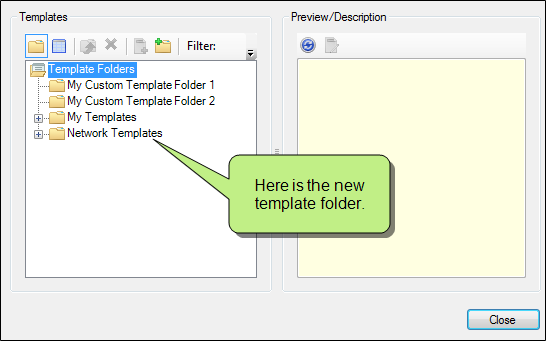 Templates
Filter:
Template Folders
My Custom Template Folder 1
My Custom Template Folder 2
My Templates
Network Templates
Here is the new
template folder.
Preview/Description
Close